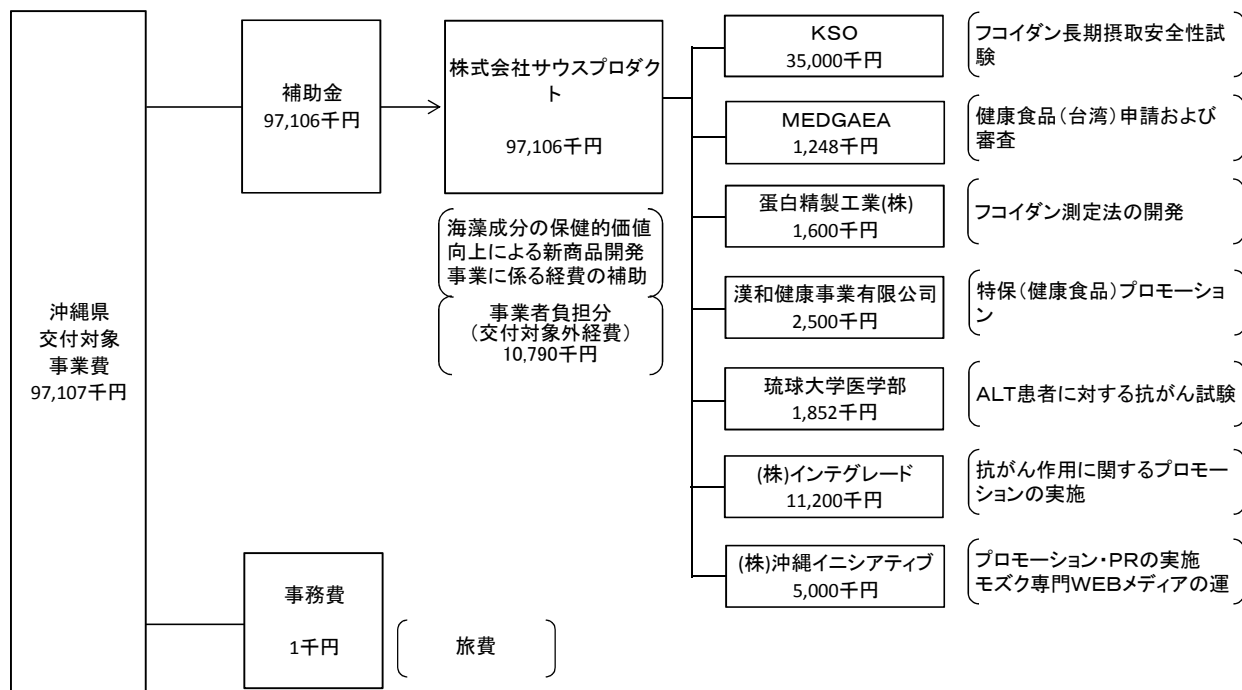 沖縄県
交付対象
事業費
97,107千円
補助金
97,106千円
株式会社サウスプロダク
ト
97,106千円
海藻成分の保健的価値
向上による新商品開発
事業に係る経費の補助
事業者負担分
（交付対象外経費）
10,790千円
KSO
35,000千円
フコイダン長期摂取安全性試
験
MEDGAEA
1,248千円
健康食品（台湾）申請および
審査
蛋白精製工業(株)
1,600千円
フコイダン測定法の開発
漢和健康事業有限公司
2,500千円
特保（健康食品）プロモーショ
ン
琉球大学医学部
1,852千円
ALT患者に対する抗がん試験
(株)インテグレード
11,200千円
抗がん作用に関するプロモー
ションの実施
(株)沖縄イニシアティブ
5,000千円
プロモーション・PRの実施
モズク専門WEBメディアの運
事務費
1千円
旅費